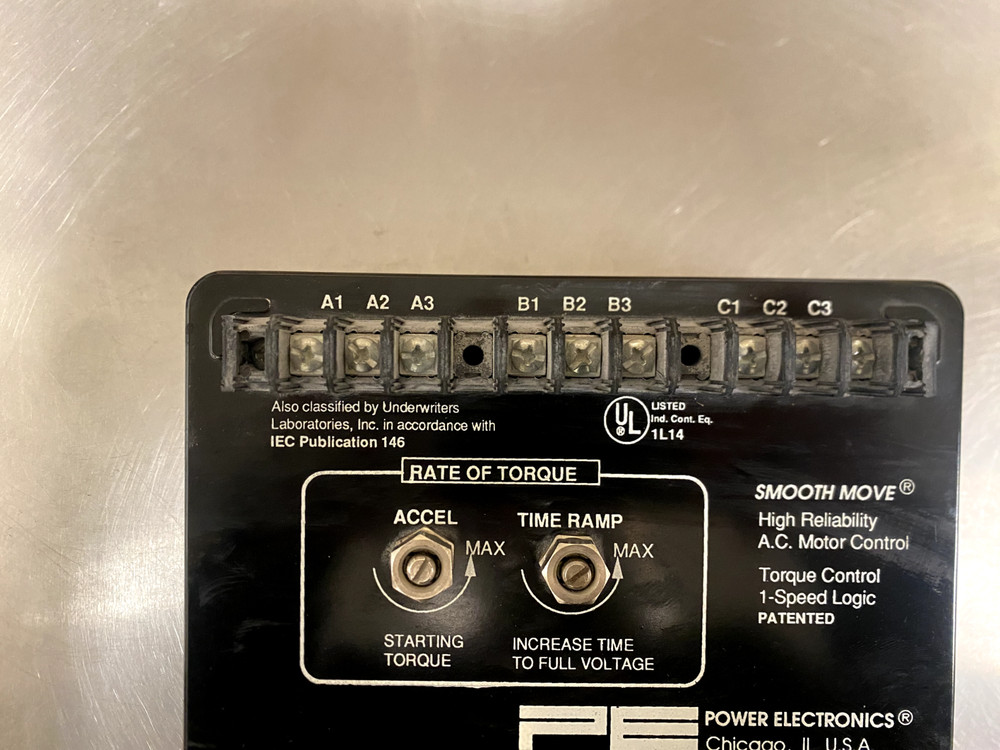 A1 A2 A3 B1 B2 B3 C1 C2 C3
Also classified by Underwriters
Laboratories, Inc. in accordance with
IEC Publication 146
UL
®
LISTED
Ind. Cont. Eq.
1L14
RATE OF TORQUE
ACCEL
MAX
STARTING
TORQUE
TIME RAMP
MAX
INCREASE TIME
TO FULL VOLTAGE
SMOOTH MOVE®
High Reliability
A.C. Motor Control
Torque Control
1-Speed Logic
PATENTED
PE
POWER ELECTRONICS®
Chicago, IL U.S.A.